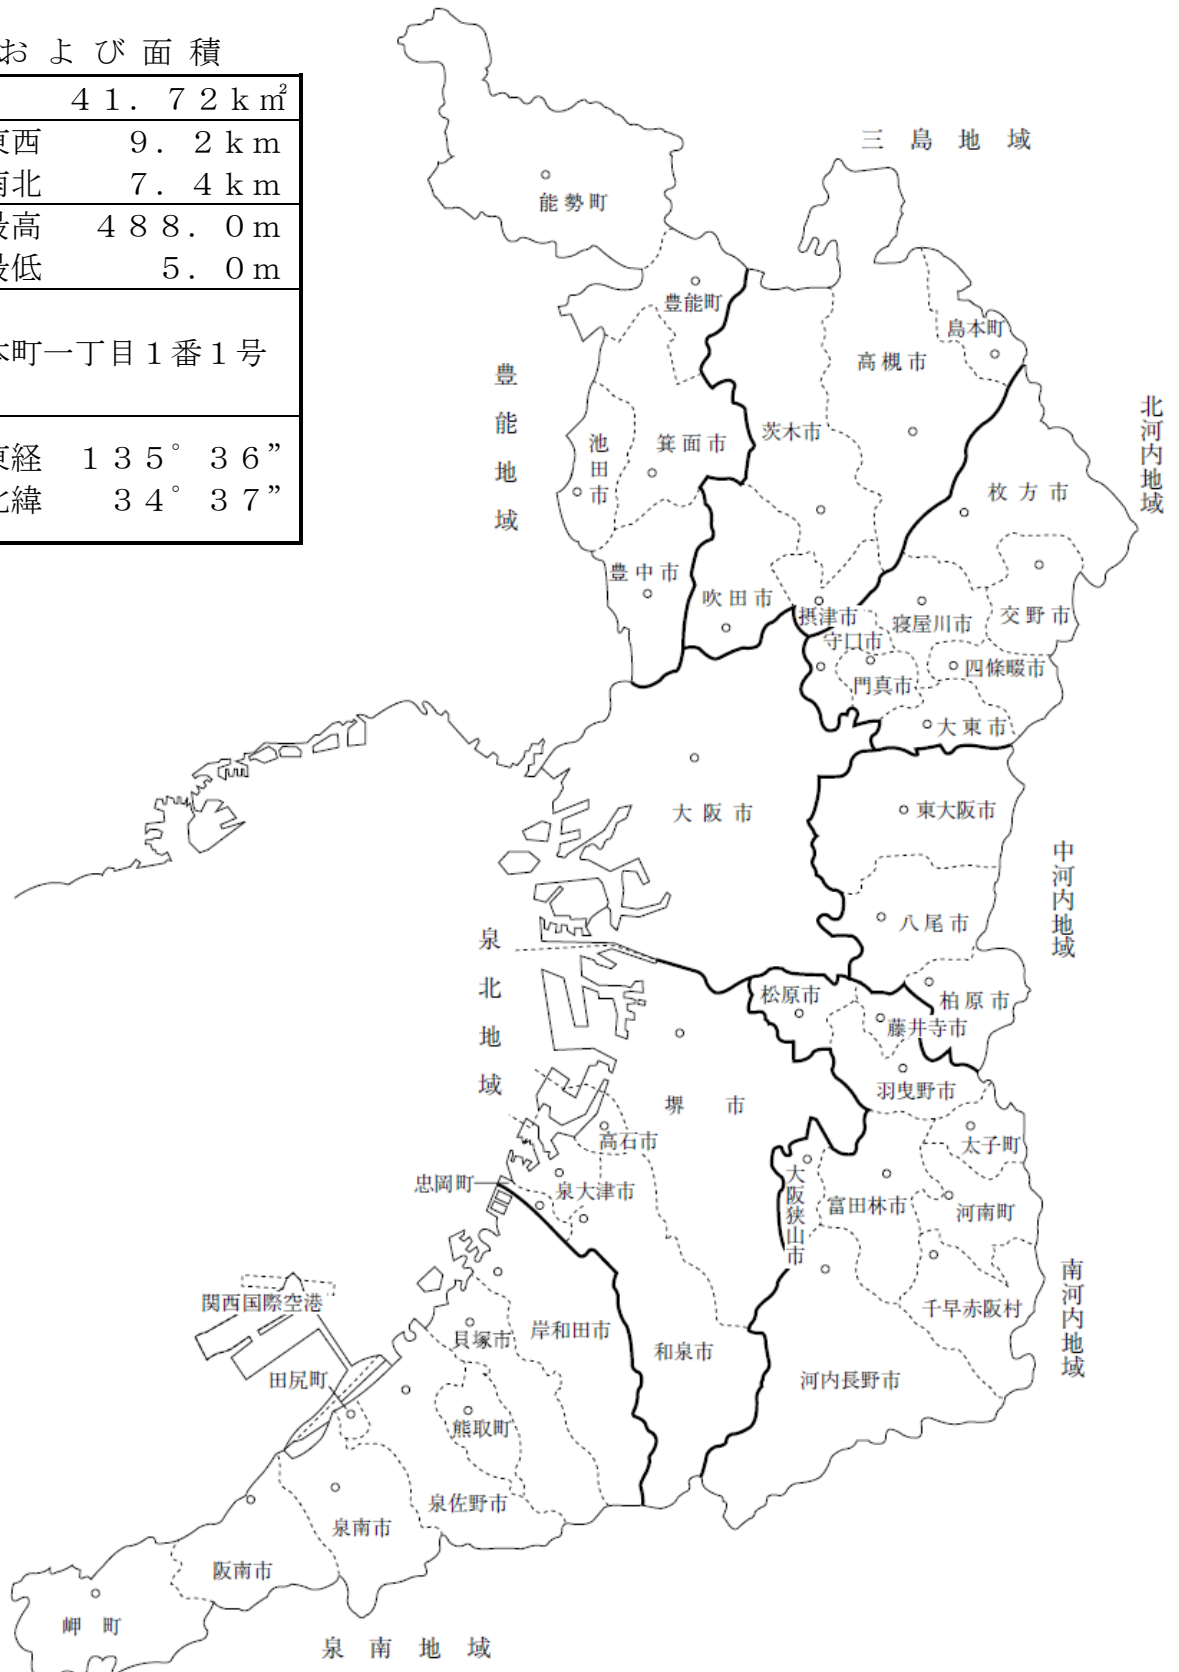 および面積
４１．７２ｋ㎡
東西　９．２ｋｍ
南北　７．４ｋｍ
最高　４８８．０ｍ
最低　５．０ｍ
本町一丁目１番１号
東経　１３５°３６”
北緯　３４°３７”
三島地域
能勢町
豊能町
島本町
高槻市
豊能地域
北河内地域
茨木市
池田市
箕面市
枚方市
豊中市
吹田市
摂津市
寝屋川市
交野市
守口市
門真市
四條畷市
大東市
大阪市
東大阪市
中河内地域
八尾市
泉北地域
松原市
柏原市
藤井寺市
羽曳野市
堺市
高石市
太子町
忠岡町
泉大津市
大阪狭山市
富田林市
河南町
南河内地域
関西国際空港
千早赤阪村
貝塚市
岸和田市
和泉市
河内長野市
田尻町
熊取町
泉佐野市
泉南市
阪南市
岬町
泉南地域